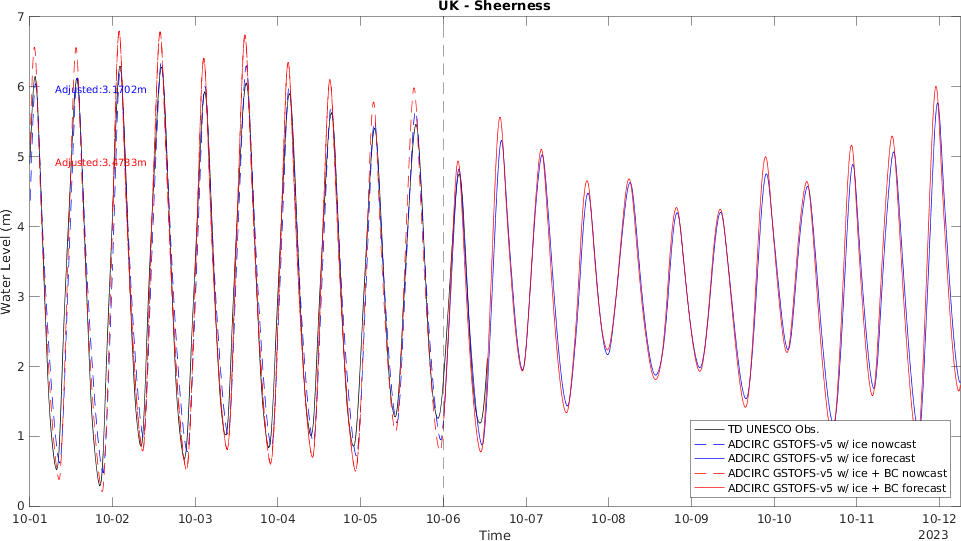 UK - Sheerness
7
6
5
4
3
2
1
0
Water Level (m)
Adjusted:3.1702m
Adjusted:3.4733m
TD UNESCO Obs.
ADCIRC GSTOFS-v5 w/ ice nowcast
ADCIRC GSTOFS-v5 w/ ice forecast
ADCIRC GSTOFS-v5 w/ ice + BC nowcast
ADCIRC GSTOFS-v5 w/ ice + BC forecast
10-01 10-02 10-03 10-04 10-05 10-06 10-07 10-08 10-09 10-10 10-11 10-12
Time
2023